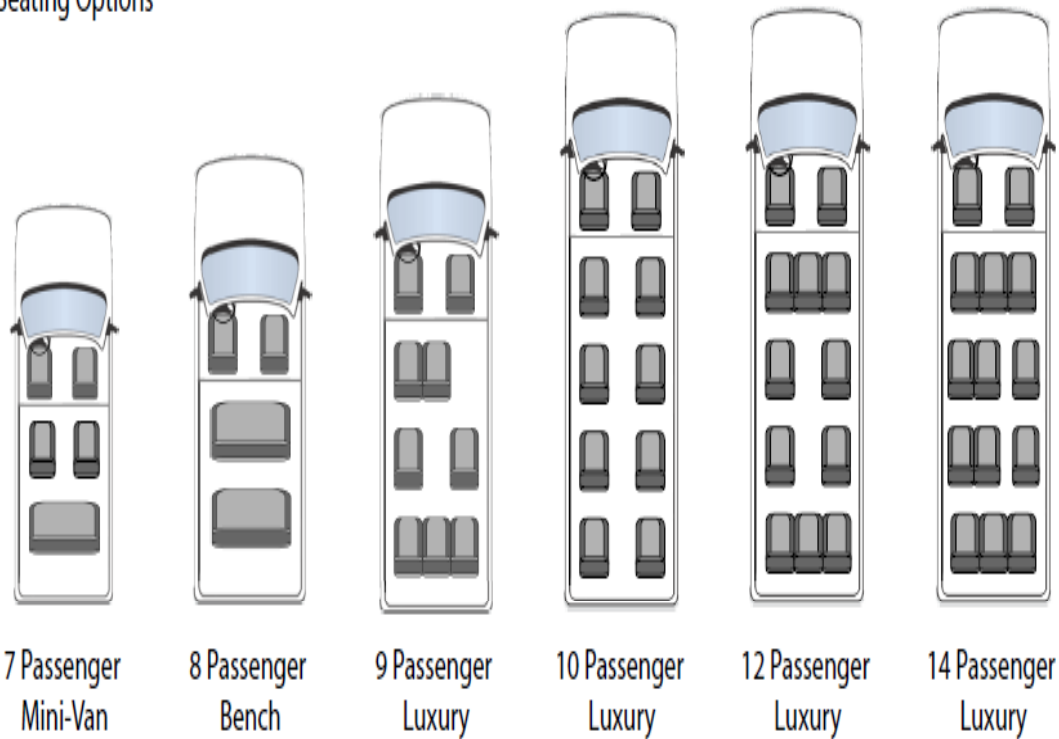 Seating Options
7 Passenger
Mini-Van
8 Passenger
Bench
9 Passenger
Luxury
10 Passenger
Luxury
12 Passenger
Luxury
14 Passenger
Luxury